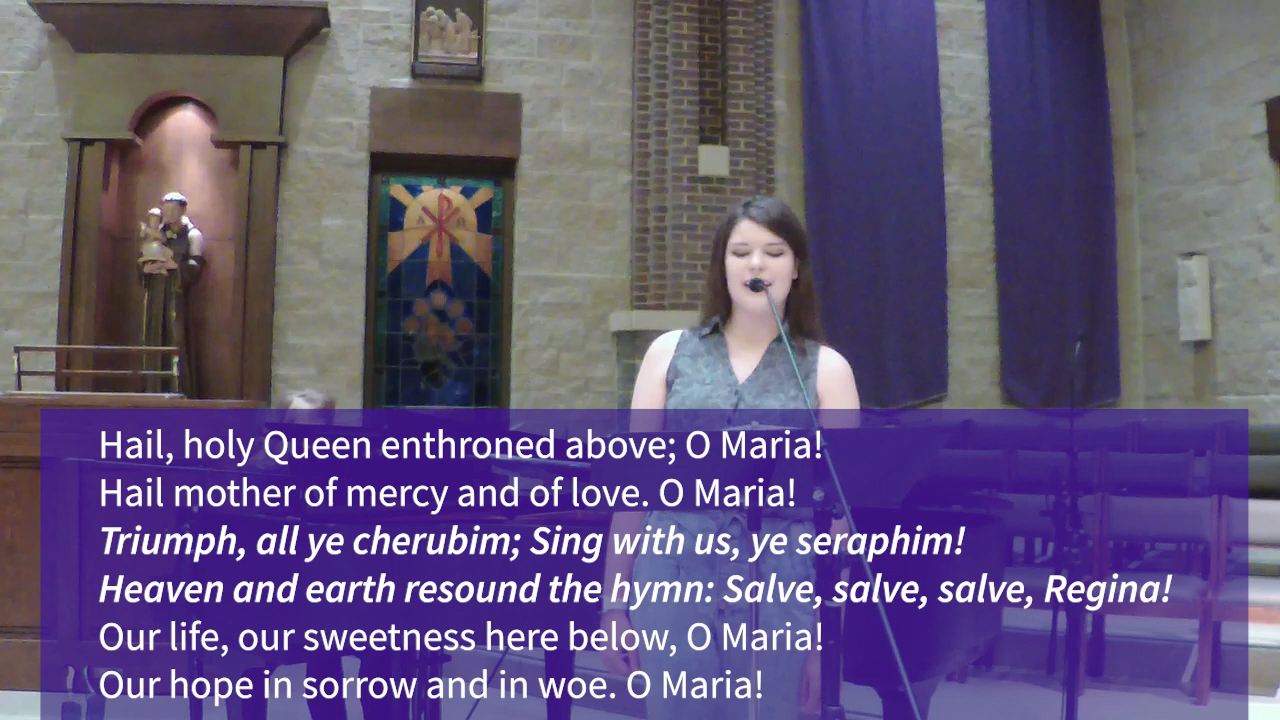 Hail, holy Queen enthroned above; O Maria!
Hail mother of mercy and of love. O Maria!
Triumph, all ye cherubim; Sing with us, ye seraphim!
Heaven and earth resound the hymn: Salve, salve, salve, Regina!
Our life, our sweetness here below, O Maria!
Our hope in sorrow and in woe. O Maria!